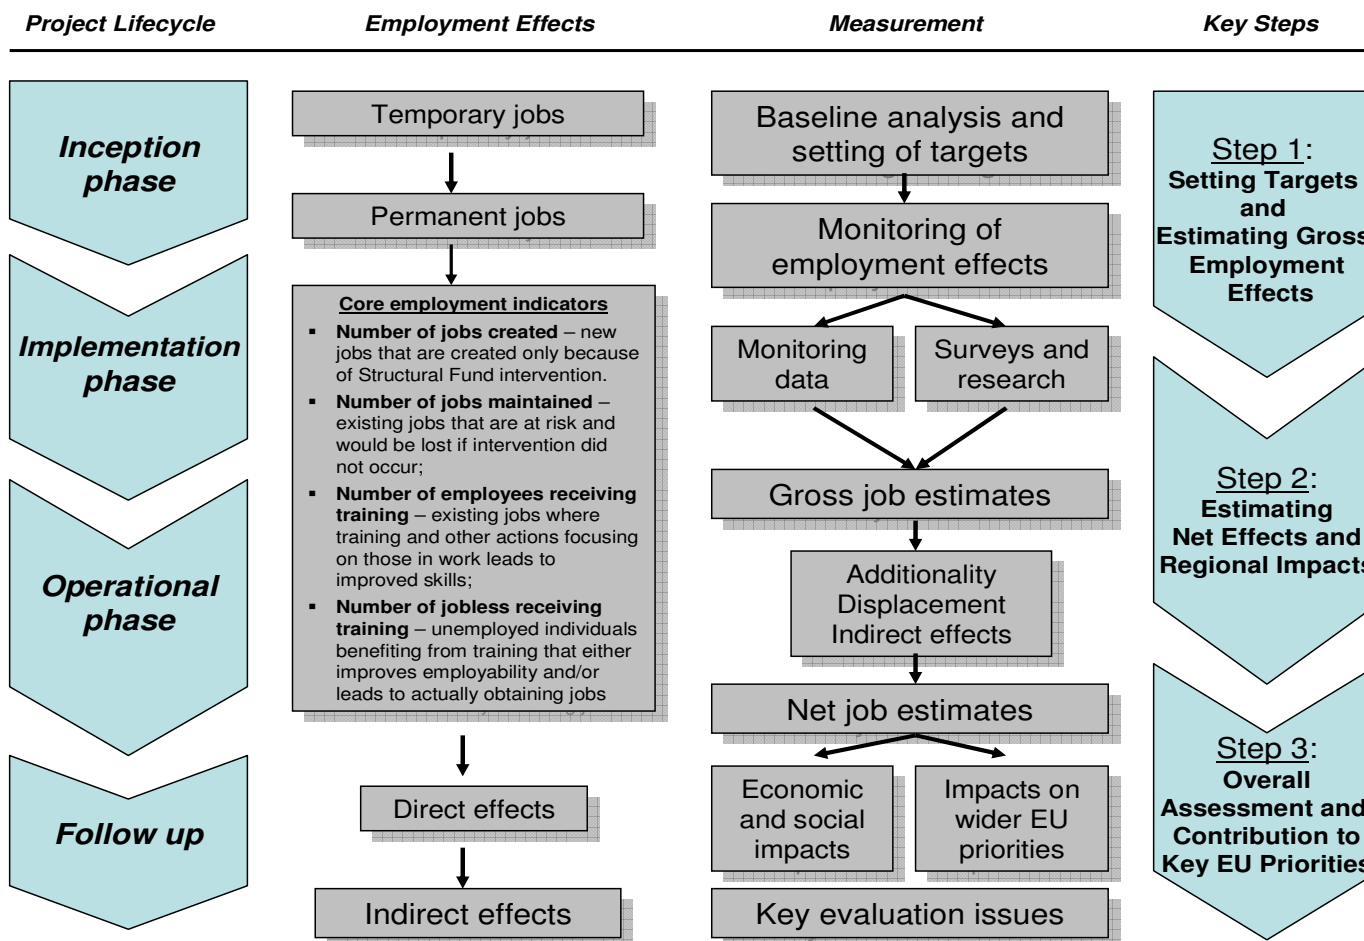 Project Lifecycle
Employment Effects
Measurement
Key Steps
Inception
phase
Implementation
phase
Operational
phase
Follow up
Temporary jobs
Permanent jobs
Core employment indicators
▪ Number of jobs created – new
jobs that are created only because
of Structural Fund intervention.
▪ Number of jobs maintained –
existing jobs that are at risk and
would be lost if intervention did
not occur;
▪ Number of employees receiving
training – existing jobs where
training and other actions focusing
on those in work leads to
improved skills;
▪ Number of jobless receiving
training – unemployed individuals
benefiting from training that either
improves employability and/or
leads to actually obtaining jobs
Direct effects
Indirect effects
Baseline analysis and
setting of targets
Monitoring of
employment effects
Monitoring
data
Surveys and
research
Gross job estimates
Additionality
Displacement
Indirect effects
Net job estimates
Economic
and social
impacts
Impacts on
wider EU
priorities
Key evaluation issues
Step 1:
Setting Targets
and
Estimating Gross
Employment
Effects
Step 2:
Estimating
Net Effects and
Regional Impacts
Step 3:
Overall
Assessment and
Contribution to
Key EU Priorities